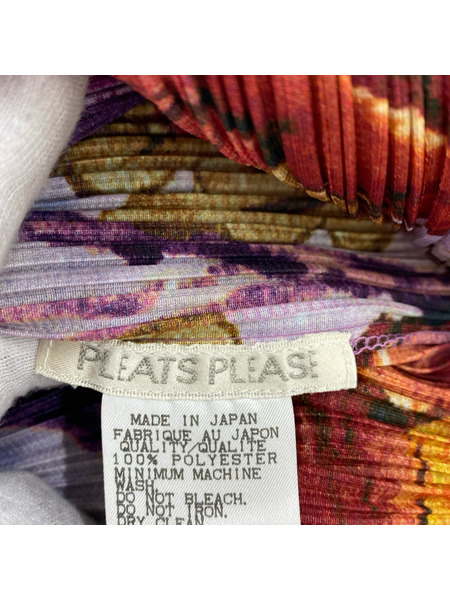 PLEATS PLEASE
MADE IN JAPAN
FABRIQUE AU JAPON
QUALITY/QUALITE
100% POLYESTER
MINIMUM MACHINE
WASH.
DO NOT BLEACH.
DO NOT IRON.
DRY CLEAN